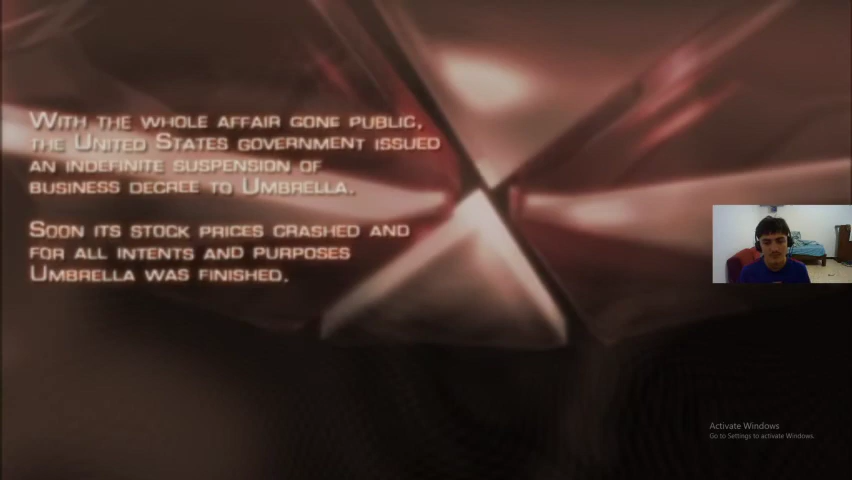 WITH THE WHOLE AFFAIR GONE PUBLIC,
THE UNITED STATES GOVERNMENT ISSUED
AN INDEFINITE SUSPENSION OF
BUSINESS DECREE TO UMBRELLA.
SOON ITS STOCK PRICES CRASHED AND
FOR ALL INTENTS AND PURPOSES
UMBRELLA WAS FINISHED.
Activate Windows
Go to Settings to activate Windows.